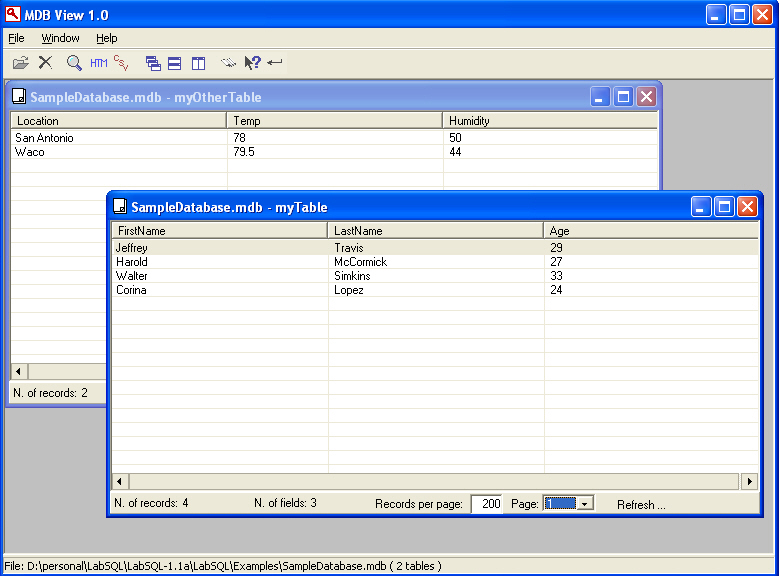 MDB View 1.0
File Window Help
HTM CSV
SampleDatabase.mdb - myOtherTable
Location Temp Humidity
San Antonio 78 50
Waco 79.5 44
N. of records: 2
SampleDatabase.mdb - myTable
FirstName LastName Age
Jeffrey Travis 29
Harold McCormick 27
Walter Simkins 33
Corina Lopez 24
N. of records: 4 N. of fields: 3 Records per page: 200 Page: 1 Refresh ...
File: D:\personal\LabSQL\LabSQL-1.1a\LabSQL\Examples\SampleDatabase.mdb ( 2 tables )